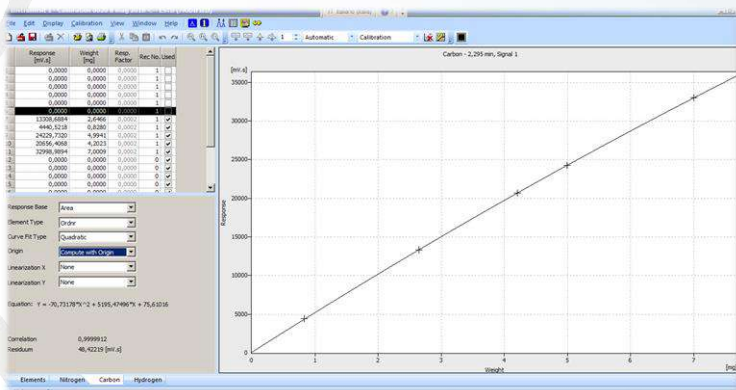 File Edit Display Calibration View Window Help
1 Automatic Calibration
Response [mV.s] Weight [mg] Resp. Factor Rec No. Used
0,0000 0,0000 0,0000 1
0,0000 0,0000 0,0000 1
0,0000 0,0000 0,0000 1
0,0000 0,0000 0,0000 1
0,0000 0,0000 0,0000 1
0,0000 0,0000 0,0000 1
13308,6884 2,6466 0,0002 1
4440,5218 0,8280 0,0002 1
24229,7320 4,9941 0,0002 1
20656,4068 4,2023 0,0002 1
32998,9894 7,0009 0,0002 1
0,0000 0,0000 0,0000 0
0,0000 0,0000 0,0000 0
0,0000 0,0000 0,0000 0
0,0000 0,0000 0,0000 0
Response Base Area
Element Type Ordnr
Curve Fit Type Quadratic
Origin Compute with Origin
Linearization X None
Linearization Y None
Equation: Y = -70,73178*X^2 + 5195,47496*X + 75,61016
Correlation 0,9999912
Residuum 48,42219 [mV.s]
Elements Nitrogen Carbon Hydrogen
Carbon - 2,295 min, Signal 1
[mV.s]
35000
30000
25000
20000
15000
10000
5000
0
Response
0 1 2 3 4 5 6 7
Weight
[mg]